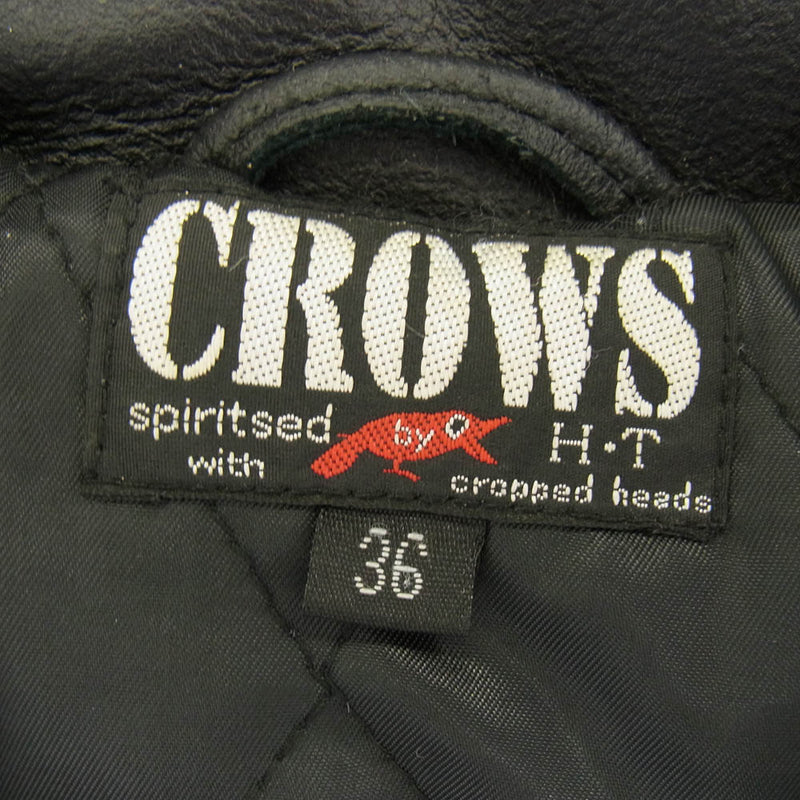 CROWS
spiritsed by H·T
with cropped heads
36